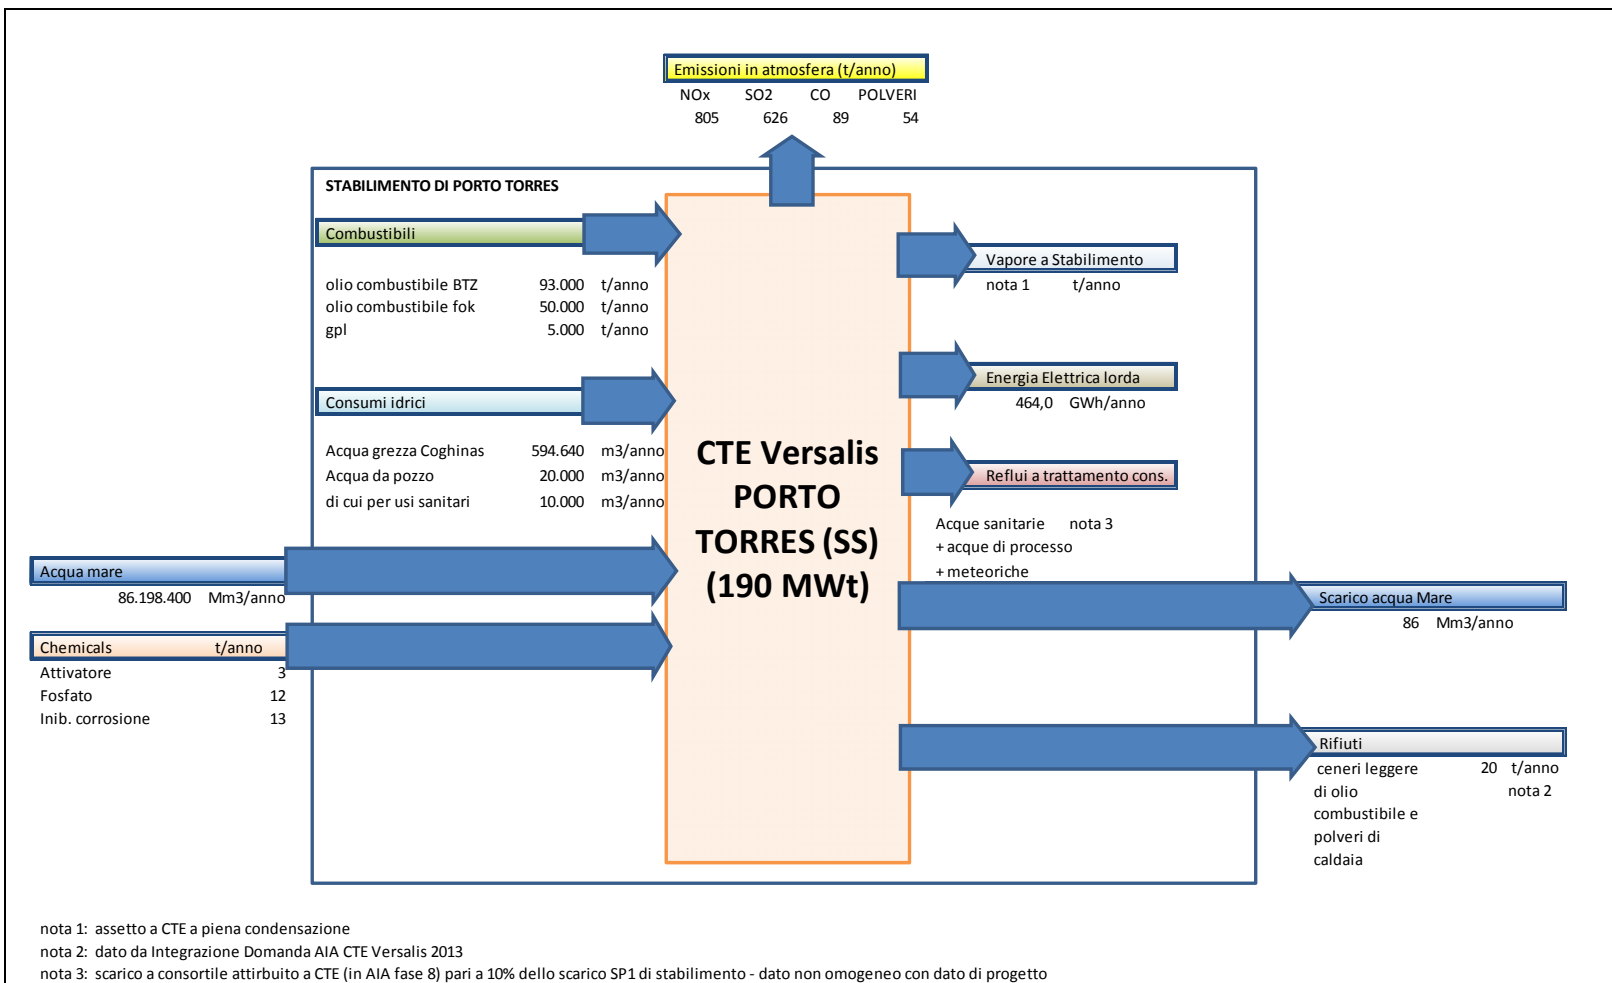 Emissioni in atmosfera (t/anno)
NOx SO2 CO POLVERI
805 626 89 54
STABILIMENTO DI PORTO TORRES
Combustibili
olio combustibile BTZ 93.000 t/anno
olio combustibile fok 50.000 t/anno
gpl 5.000 t/anno
Consumi idrici
Acqua grezza Coghinas 594.640 m3/anno
Acqua da pozzo 20.000 m3/anno
di cui per usi sanitari 10.000 m3/anno
Acqua mare
86.198.400 Mm3/anno
Chemicals t/anno
Attivatore 3
Fosfato 12
Inib. corrosione 13
CTE Versalis
PORTO
TORRES (SS)
(190 MWt)
Vapore a Stabilimento
nota 1 t/anno
Energia Elettrica lorda
464,0 GWh/anno
Reflui a trattamento cons.
Acque sanitarie nota 3
+ acque di processo
+ meteoriche
Scarico acqua Mare
86 Mm3/anno
Rifiuti
ceneri leggere 20 t/anno
di olio nota 2
combustibile e
polveri di
caldaia
nota 1: assetto a CTE a piena condensazione
nota 2: dato da Integrazione Domanda AIA CTE Versalis 2013
nota 3: scarico a consortile attirbuito a CTE (in AIA fase 8) pari a 10% dello scarico SP1 di stabilimento - dato non omogeneo con dato di progetto